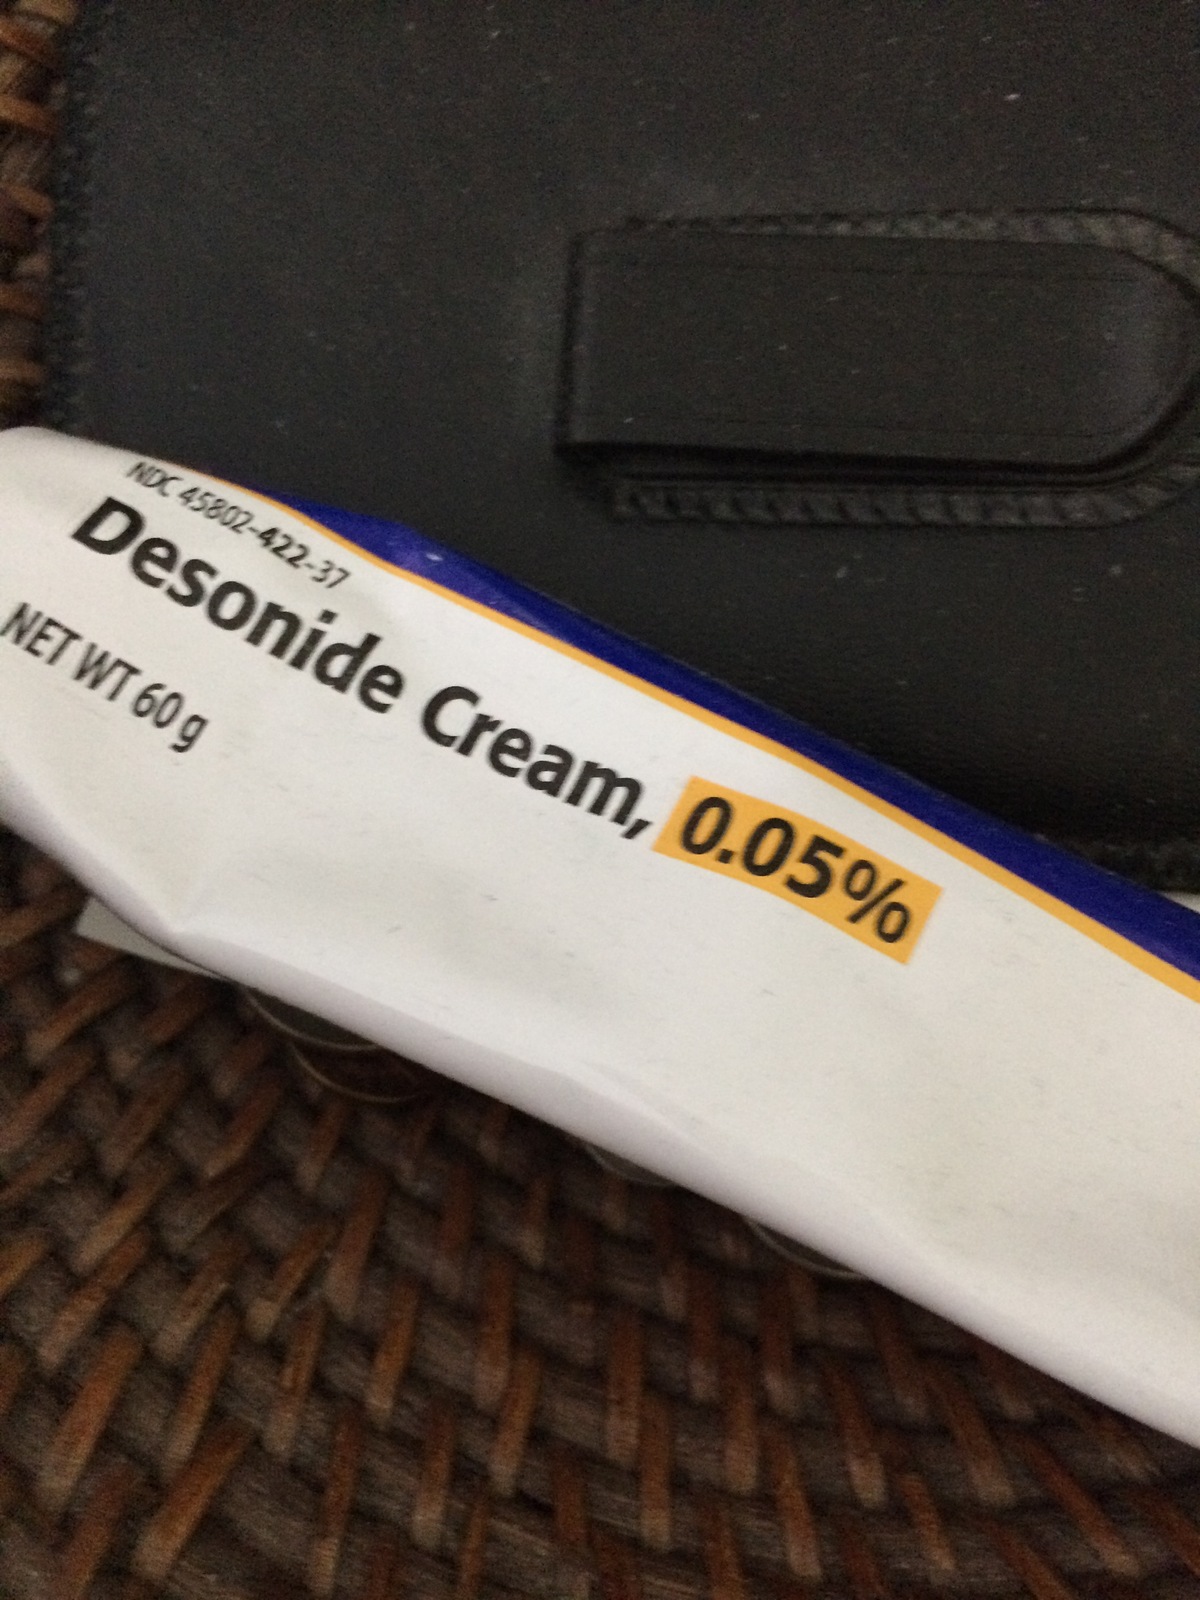 NDC 45802-422-37
Desonide Cream, 0.05%
NET WT 60 g